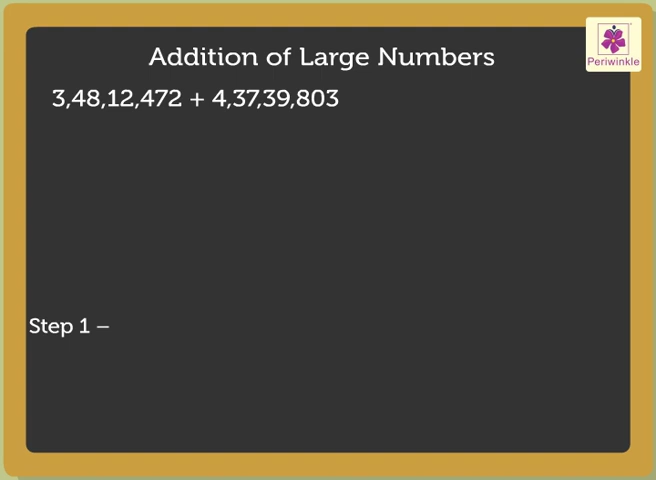 Addition of Large Numbers
Periwinkle
3,48,12,472 + 4,37,39,803
Step 1 –